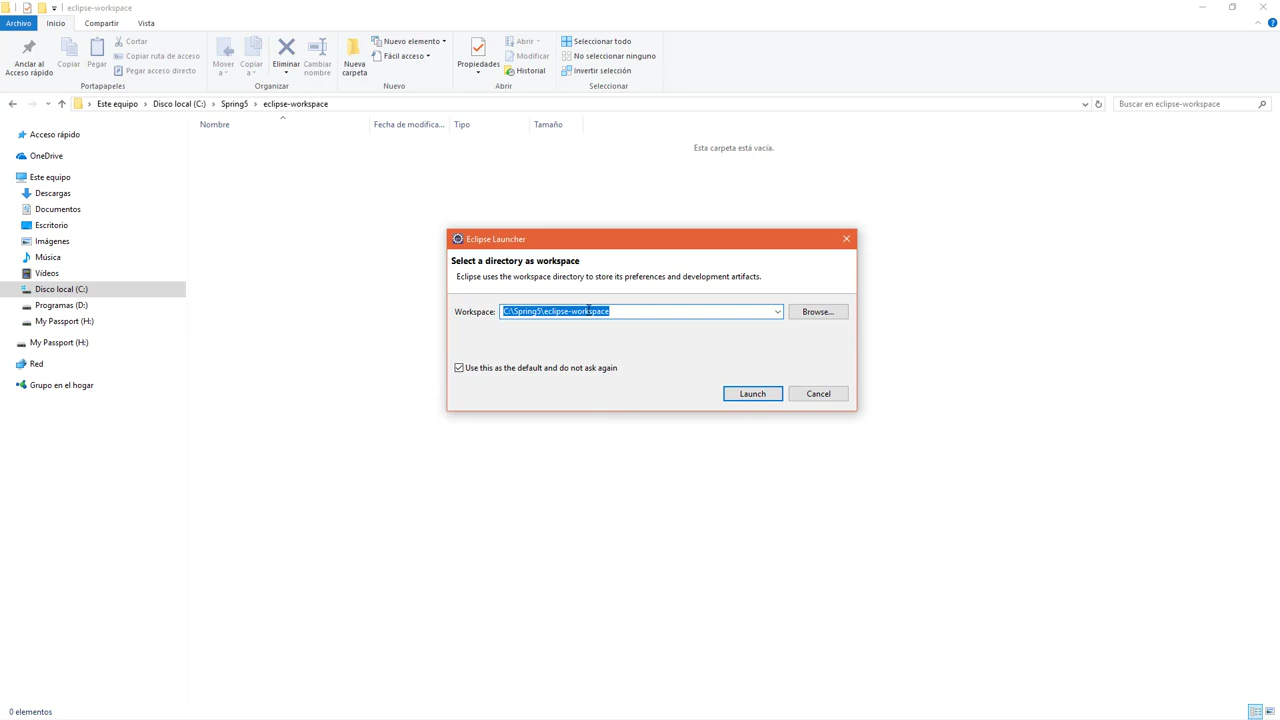 eclipse-workspace
Archivo Inicio Compartir Vista
Anclar al Acceso rápido
Copiar
Pegar
Cortar
Copiar ruta de acceso
Pegar acceso directo
Portapapeles
Mover a
Copiar a
Eliminar
Cambiar nombre
Organizar
Nueva carpeta
Nuevo elemento
Fácil acceso
Nuevo
Propiedades
Abrir
Modificar
Historial
Abrir
Seleccionar todo
No seleccionar ninguno
Invertir selección
Seleccionar
Este equipo > Disco local (C:) > Spring5 > eclipse-workspace
Buscar en eclipse-workspace
Nombre Fecha de modifica... Tipo Tamaño
Esta carpeta está vacía.
Acceso rápido
OneDrive
Este equipo
Descargas
Documentos
Escritorio
Imágenes
Música
Vídeos
Disco local (C:)
Programas (D:)
My Passport (H:)
My Passport (H:)
Red
Grupo en el hogar
Eclipse Launcher
Select a directory as workspace
Eclipse uses the workspace directory to store its preferences and development artifacts.
Workspace: C:\Spring5\eclipse-workspace Browse...
Use this as the default and do not ask again
Launch Cancel
0 elementos